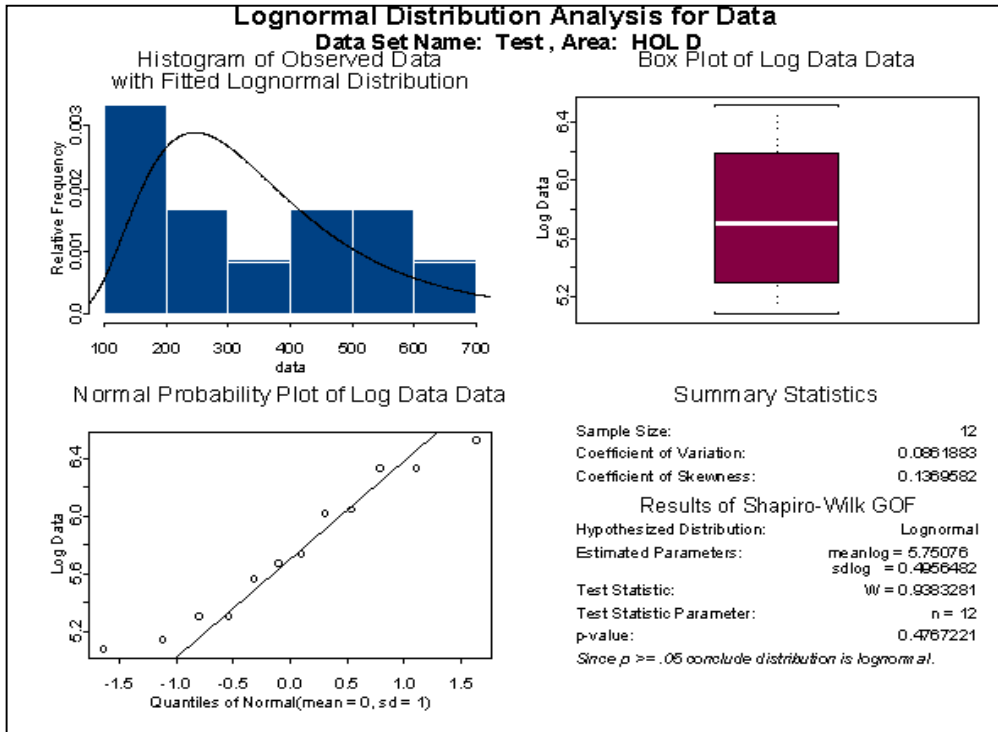 Lognormal Distribution Analysis for Data
Data Set Name: Test , Area: HOL D
Histogram of Observed Data
with Fitted Lognormal Distribution
Relative Frequency
0.003
0.002
0.001
0.0
100 200 300 400 500 600 700
data
Box Plot of Log Data Data
Log Data
6.4
6.0
5.6
5.2
Normal Probability Plot of Log Data Data
Log Data
6.4
6.0
5.6
5.2
-1.5 -1.0 -0.5 0.0 0.5 1.0 1.5
Quantiles of Normal(mean = 0, sd = 1)
Summary Statistics
Sample Size: 12
Coefficient of Variation: 0.0861883
Coefficient of Skewness: 0.1369582
Results of Shapiro-Wilk GOF
Hypothesized Distribution: Lognormal
Estimated Parameters: meanlog = 5.75076
sdlog = 0.4956482
Test Statistic: W = 0.9383281
Test Statistic Parameter: n = 12
p-value: 0.4767221
Since p >= .05 conclude distribution is lognormal.